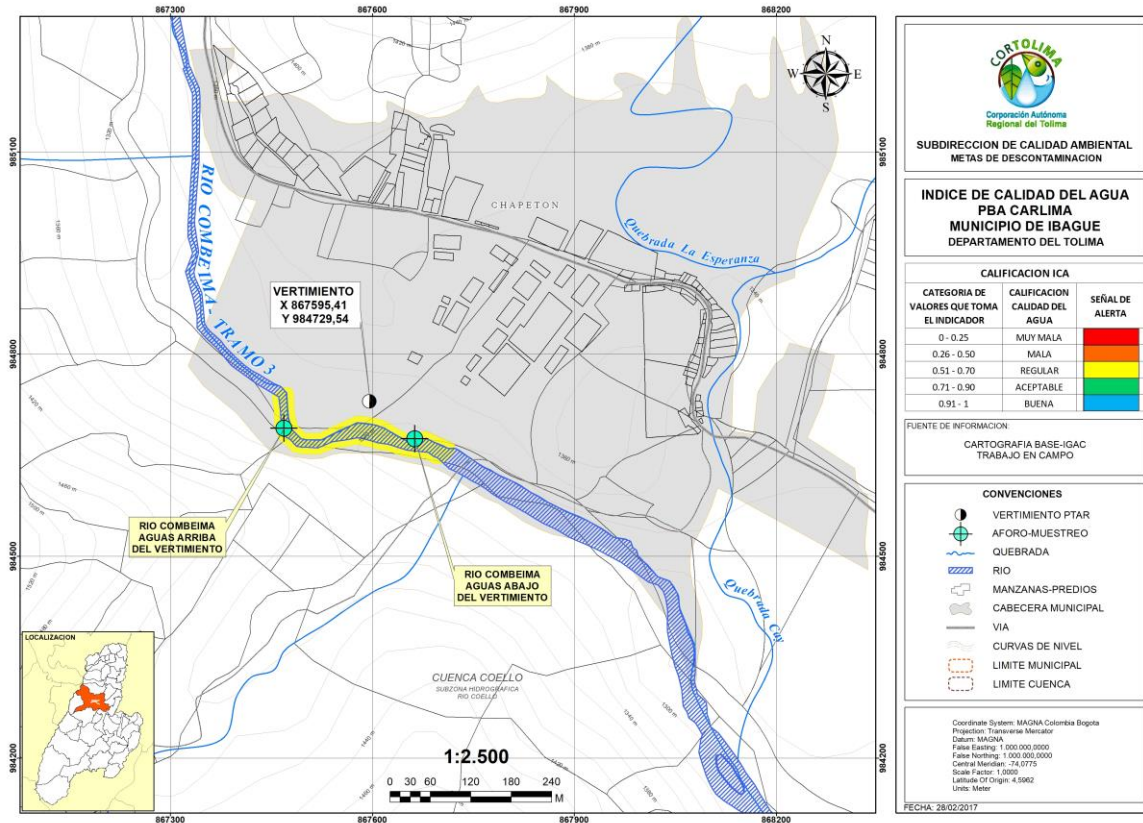 867300
867600
867900
868200
985100
984800
984500
984200
985100
984800
984500
984200
867300
867600
867900
868200
N
W
E
S
CHAPETON
RIO COMBEIMA - TRAMO 3
Quebrada La Esperanza
Quebrada Cay
VERTIMIENTO
X 867595,41
Y 984729,54
RIO COMBEIMA
AGUAS ARRIBA
DEL VERTIMIENTO
RIO COMBEIMA
AGUAS ABAJO
DEL VERTIMIENTO
CUENCA COELLO
SUBZONA HIDROGRAFICA
RIO COELLO
1:2.500
0 30 60 120 180 240
M
LOCALIZACION
CORTOLIMA
Corporación Autónoma
Regional del Tolima
SUBDIRECCION DE CALIDAD AMBIENTAL
METAS DE DESCONTAMINACION
INDICE DE CALIDAD DEL AGUA
PBA CARLIMA
MUNICIPIO DE IBAGUE
DEPARTAMENTO DEL TOLIMA
CALIFICACION ICA
CATEGORIA DE VALORES QUE TOMA EL INDICADOR
CALIFICACION CALIDAD DEL AGUA
SEÑAL DE ALERTA
0 - 0.25 MUY MALA
0.26 - 0.50 MALA
0.51 - 0.70 REGULAR
0.71 - 0.90 ACEPTABLE
0.91 - 1 BUENA
FUENTE DE INFORMACION:
CARTOGRAFIA BASE-IGAC
TRABAJO EN CAMPO
CONVENCIONES
VERTIMIENTO PTAR
AFORO-MUESTREO
QUEBRADA
RIO
MANZANAS-PREDIOS
CABECERA MUNICIPAL
VIA
CURVAS DE NIVEL
LIMITE MUNICIPAL
LIMITE CUENCA
Coordinate System: MAGNA Colombia Bogota
Projection: Transverse Mercator
Datum: MAGNA
False Easting: 1.000.000,0000
False Northing: 1.000.000,0000
Central Meridian: -74,0775
Scale Factor: 1,0000
Latitude Of Origin: 4,5962
Units: Meter
FECHA: 28/02/2017